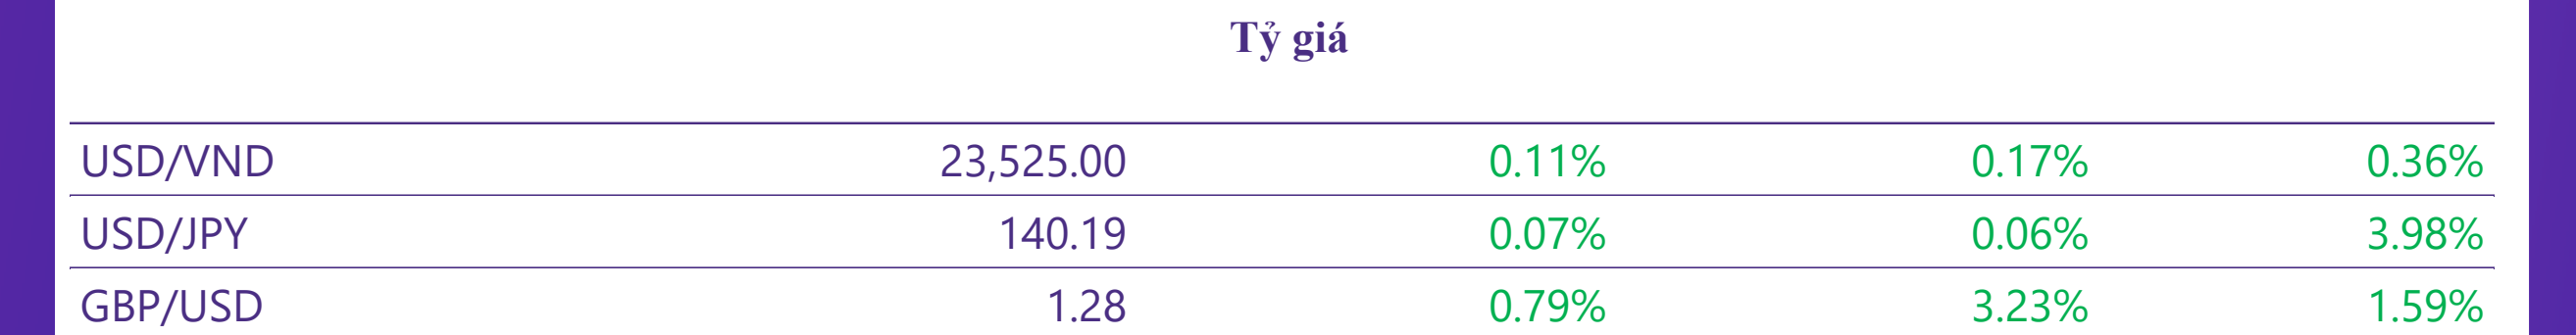 Tỷ giá
USD/VND 23,525.00 0.11% 0.17% 0.36%
USD/JPY 140.19 0.07% 0.06% 3.98%
GBP/USD 1.28 0.79% 3.23% 1.59%